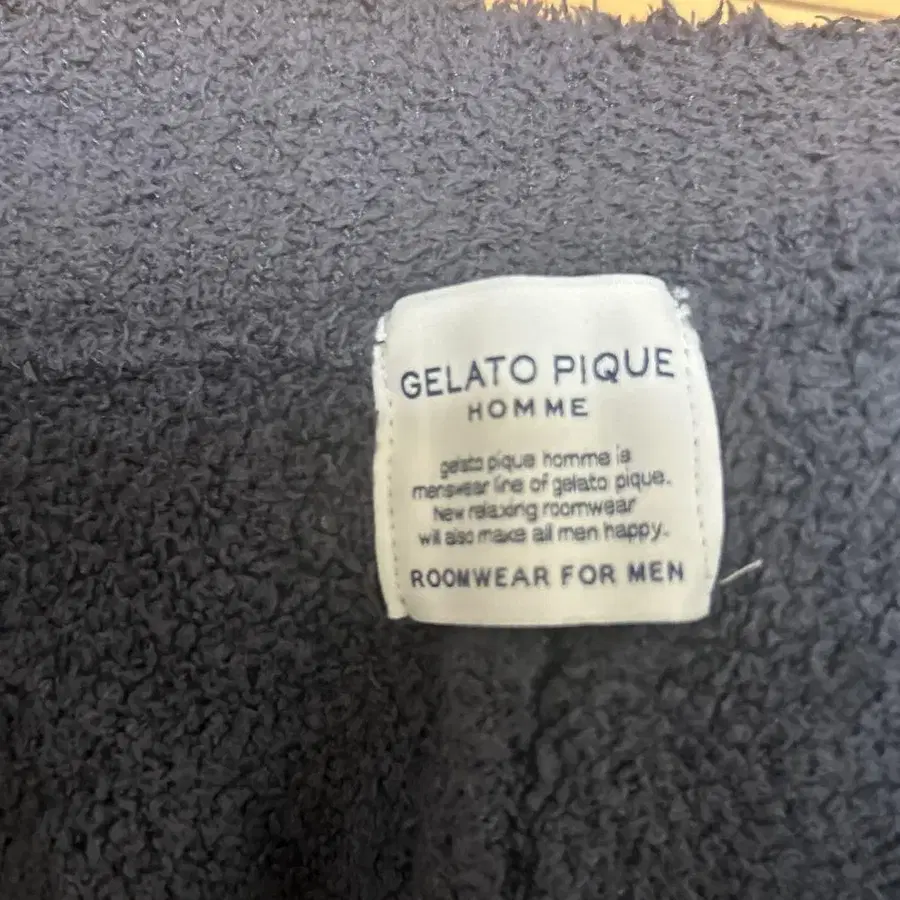 GELATO PIQUE
HOMME
gelato pique homme is
menswear line of gelato pique.
New relaxing roomwear
will also make all men happy.
ROOMWEAR FOR MEN